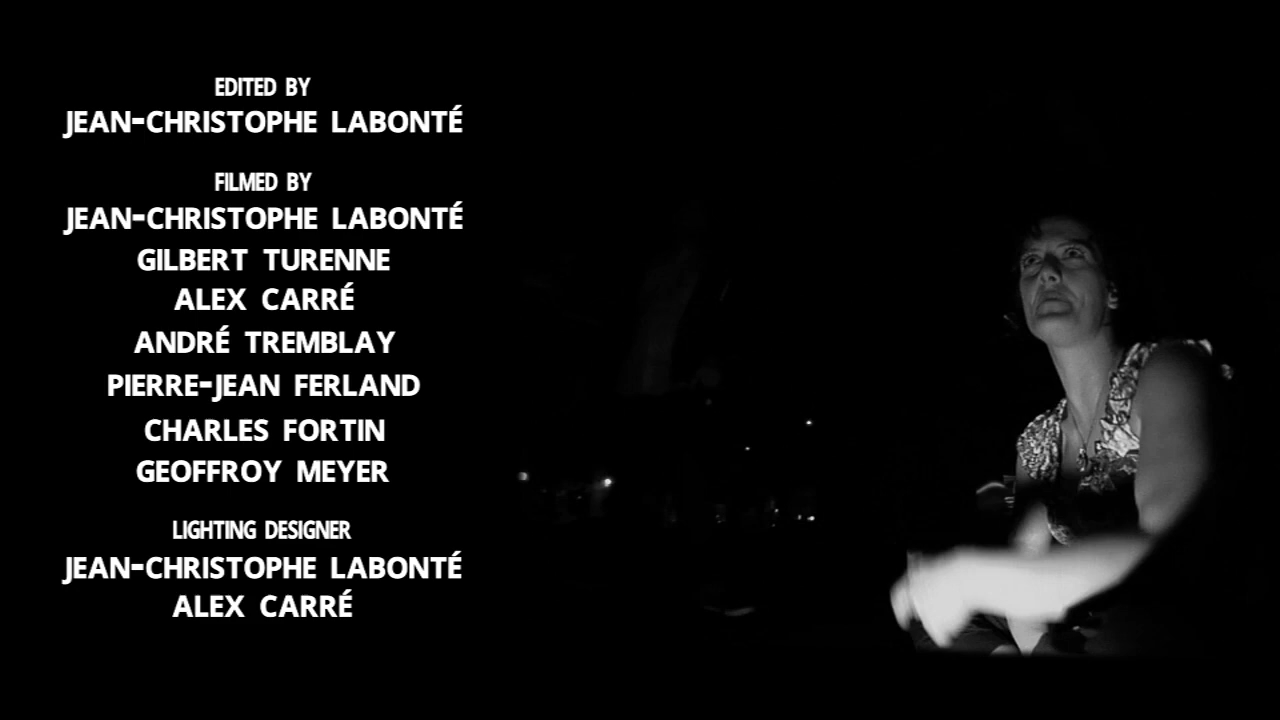 EDITED BY
JEAN-CHRISTOPHE LABONTÉ
FILMED BY
JEAN-CHRISTOPHE LABONTÉ
GILBERT TURENNE
ALEX CARRÉ
ANDRÉ TREMBLAY
PIERRE-JEAN FERLAND
CHARLES FORTIN
GEOFFROY MEYER
LIGHTING DESIGNER
JEAN-CHRISTOPHE LABONTÉ
ALEX CARRÉ